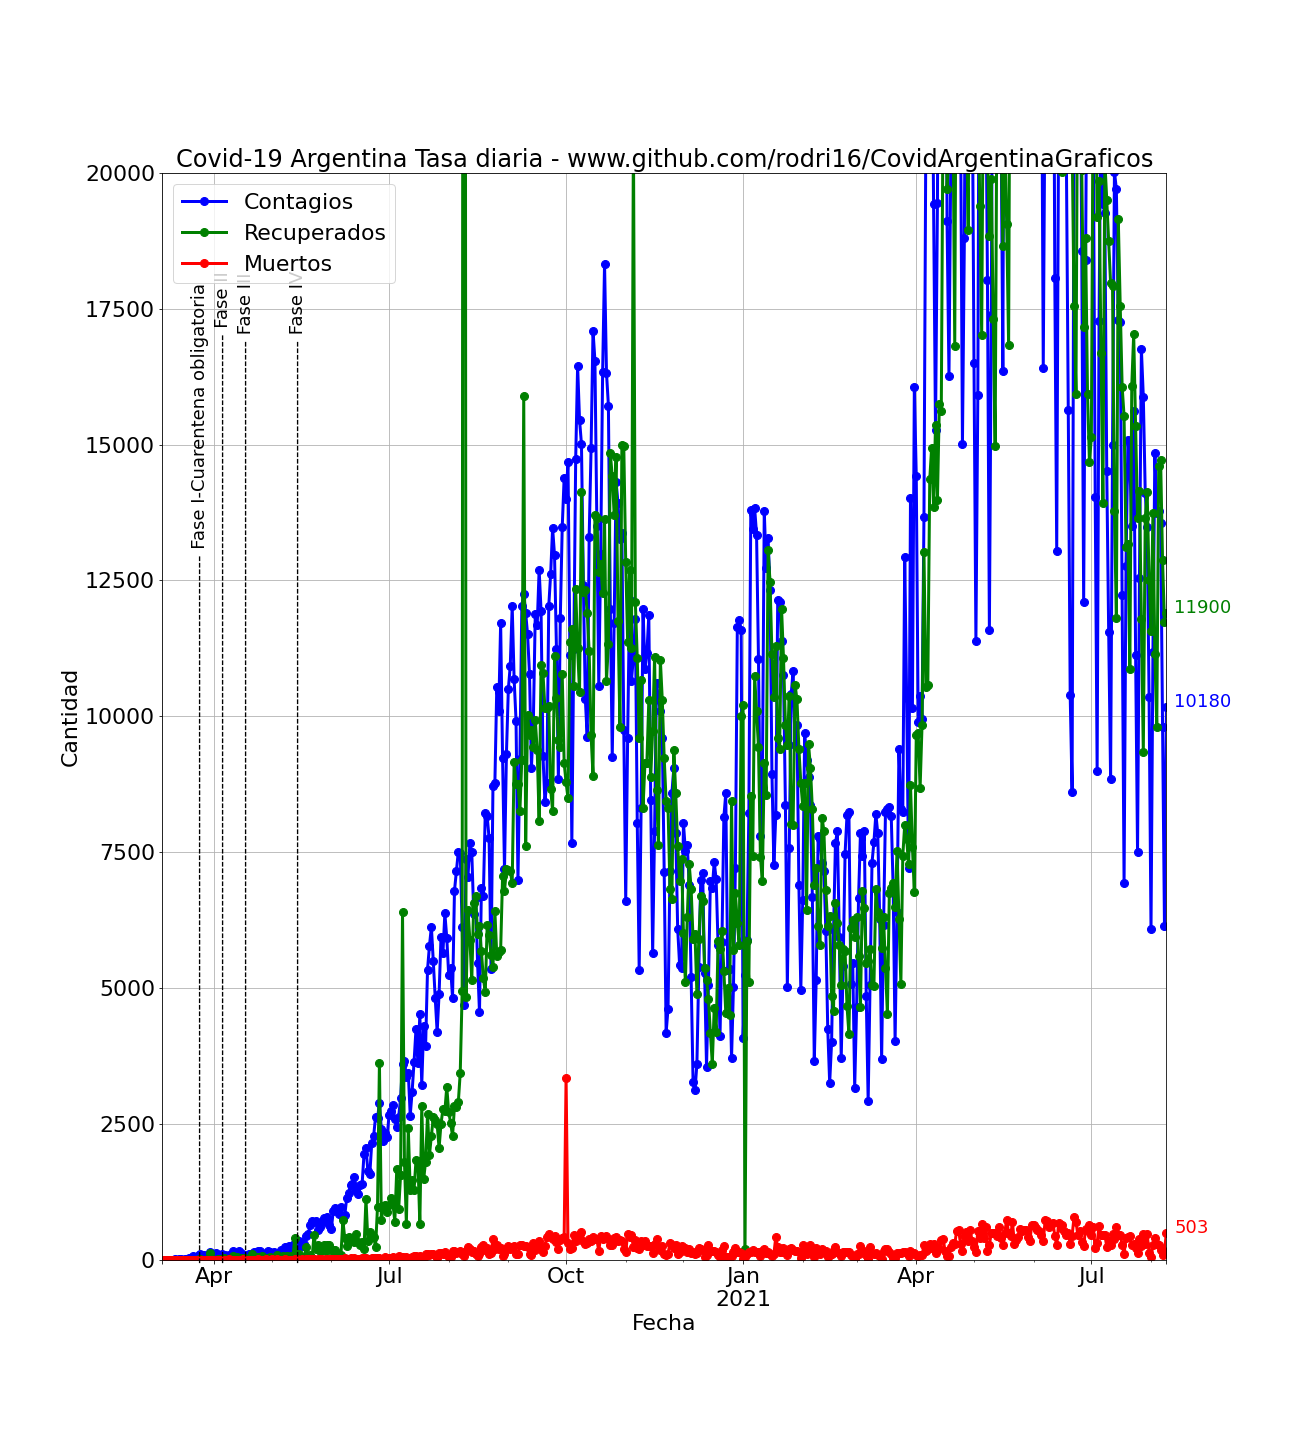 Covid-19 Argentina Tasa diaria - www.github.com/rodri16/CovidArgentinaGraficos
20000
17500
15000
12500
10000
7500
5000
2500
0
Cantidad
Contagios
Recuperados
Muertos
Fase I-Cuarentena obligatoria
Fase II
Fase III
Fase IV
11900
10180
503
Apr
Jul
Oct
Jan
2021
Apr
Jul
Fecha